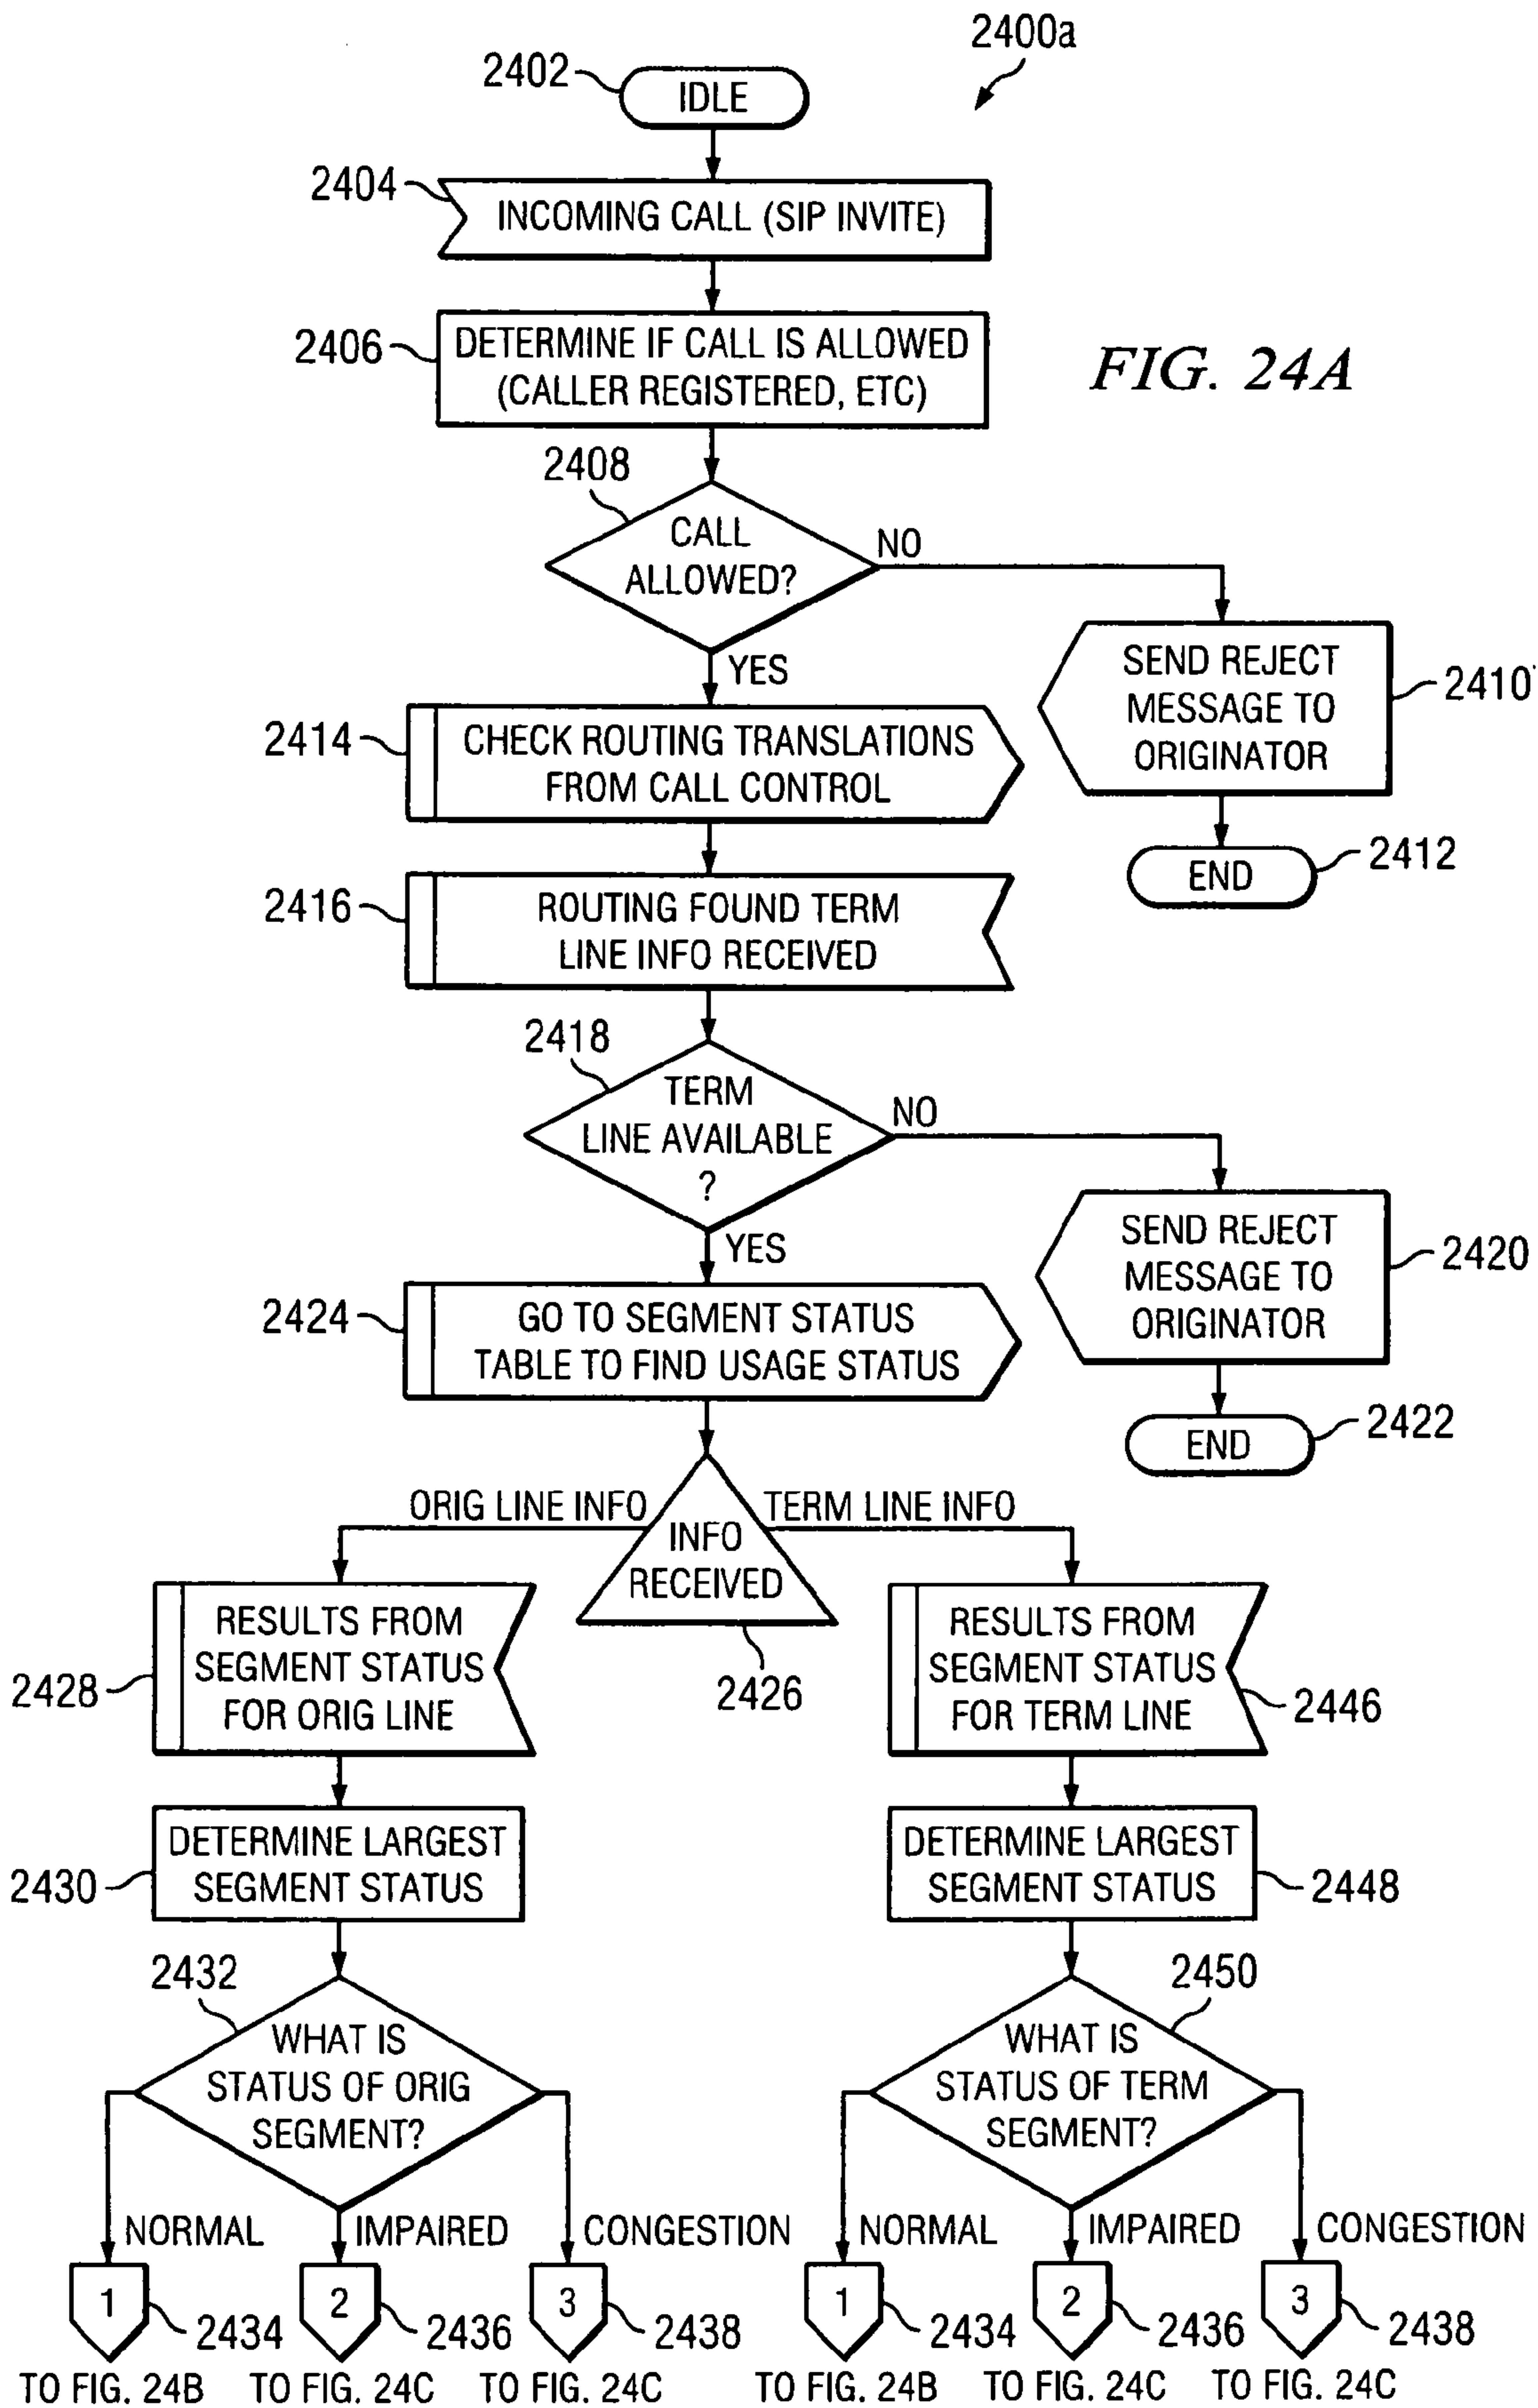 2400a
2402
IDLE
2404
INCOMING CALL (SIP INVITE)
2406
DETERMINE IF CALL IS ALLOWED
(CALLER REGISTERED, ETC)
FIG. 24A
2408
CALL
ALLOWED?
NO
YES
SEND REJECT
MESSAGE TO
ORIGINATOR
2410
2412
END
2414
CHECK ROUTING TRANSLATIONS
FROM CALL CONTROL
2416
ROUTING FOUND TERM
LINE INFO RECEIVED
2418
TERM
LINE AVAILABLE
?
NO
YES
SEND REJECT
MESSAGE TO
ORIGINATOR
2420
2422
END
2424
GO TO SEGMENT STATUS
TABLE TO FIND USAGE STATUS
ORIG LINE INFO
TERM LINE INFO
INFO
RECEIVED
2426
2428
RESULTS FROM
SEGMENT STATUS
FOR ORIG LINE
RESULTS FROM
SEGMENT STATUS
FOR TERM LINE
2446
2430
DETERMINE LARGEST
SEGMENT STATUS
DETERMINE LARGEST
SEGMENT STATUS
2448
2432
WHAT IS
STATUS OF ORIG
SEGMENT?
2450
WHAT IS
STATUS OF TERM
SEGMENT?
NORMAL
IMPAIRED
CONGESTION
NORMAL
IMPAIRED
CONGESTION
1
2434
2
2436
3
2438
1
2434
2
2436
3
2438
TO FIG. 24B
TO FIG. 24C
TO FIG. 24C
TO FIG. 24B
TO FIG. 24C
TO FIG. 24C